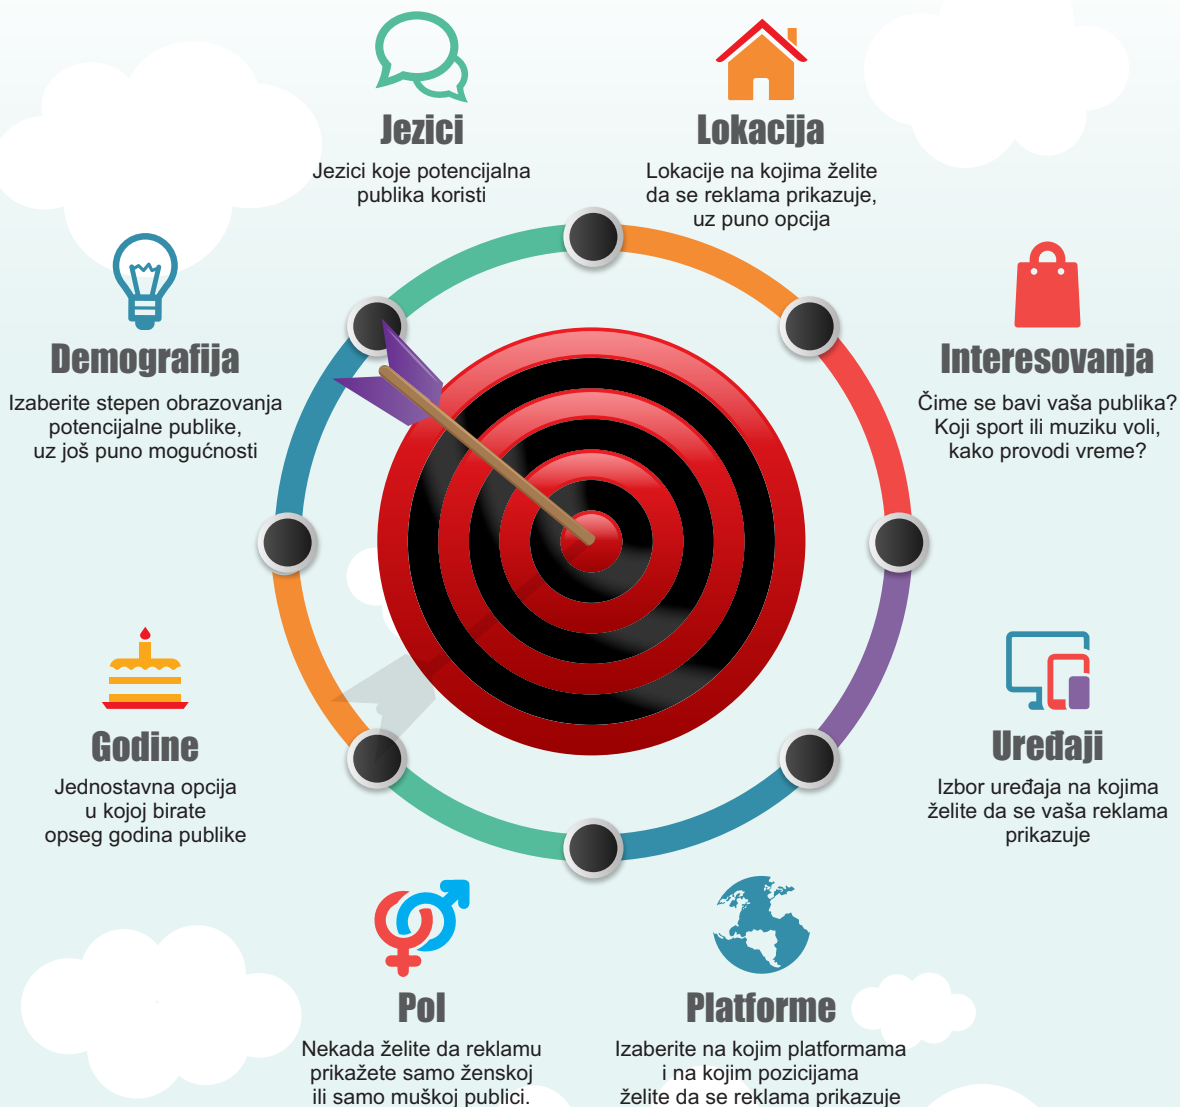 Jezici
Jezici koje potencijalna
publika koristi
Lokacija
Lokacije na kojima želite
da se reklama prikazuje,
uz puno opcija
Demografija
Izaberite stepen obrazovanja
potencijalne publike,
uz još puno mogućnosti
Interesovanja
Čime se bavi vaša publika?
Koji sport ili muziku voli,
kako provodi vreme?
Godine
Jednostavna opcija
u kojoj birate
opseg godina publike
Uređaji
Izbor uređaja na kojima
želite da se vaša reklama
prikazuje
Pol
Nekada želite da reklamu
prikažete samo ženskoj
ili samo muškoj publici.
Platforme
Izaberite na kojim platformama
i na kojim pozicijama
želite da se reklama prikazuje